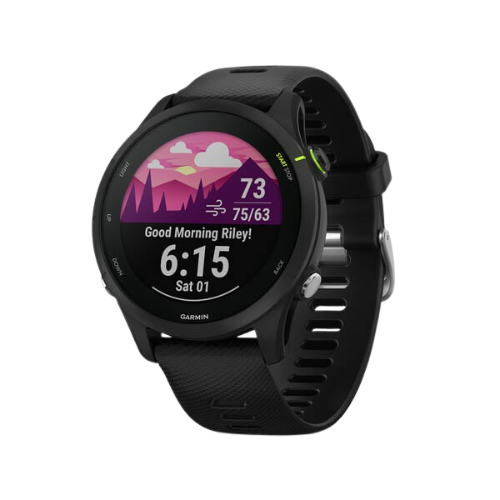 LIGHT
START STOP
UP
73
75/63
Good Morning Riley!
6:15
Sat 01
DOWN
BACK
GARMIN